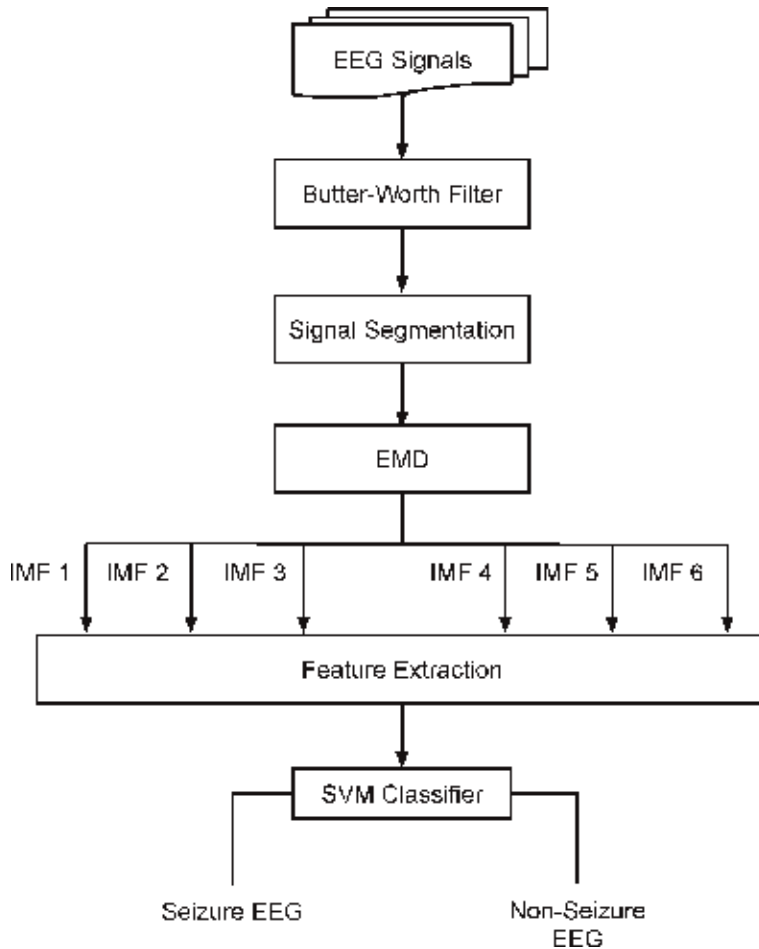 EEG Signals
Butter-Worth Filter
Signal Segmentation
EMD
IMF 1
IMF 2
IMF 3
IMF 4
IMF 5
IMF 6
Feature Extraction
SVM Classifier
Seizure EEG
Non-Seizure
EEG